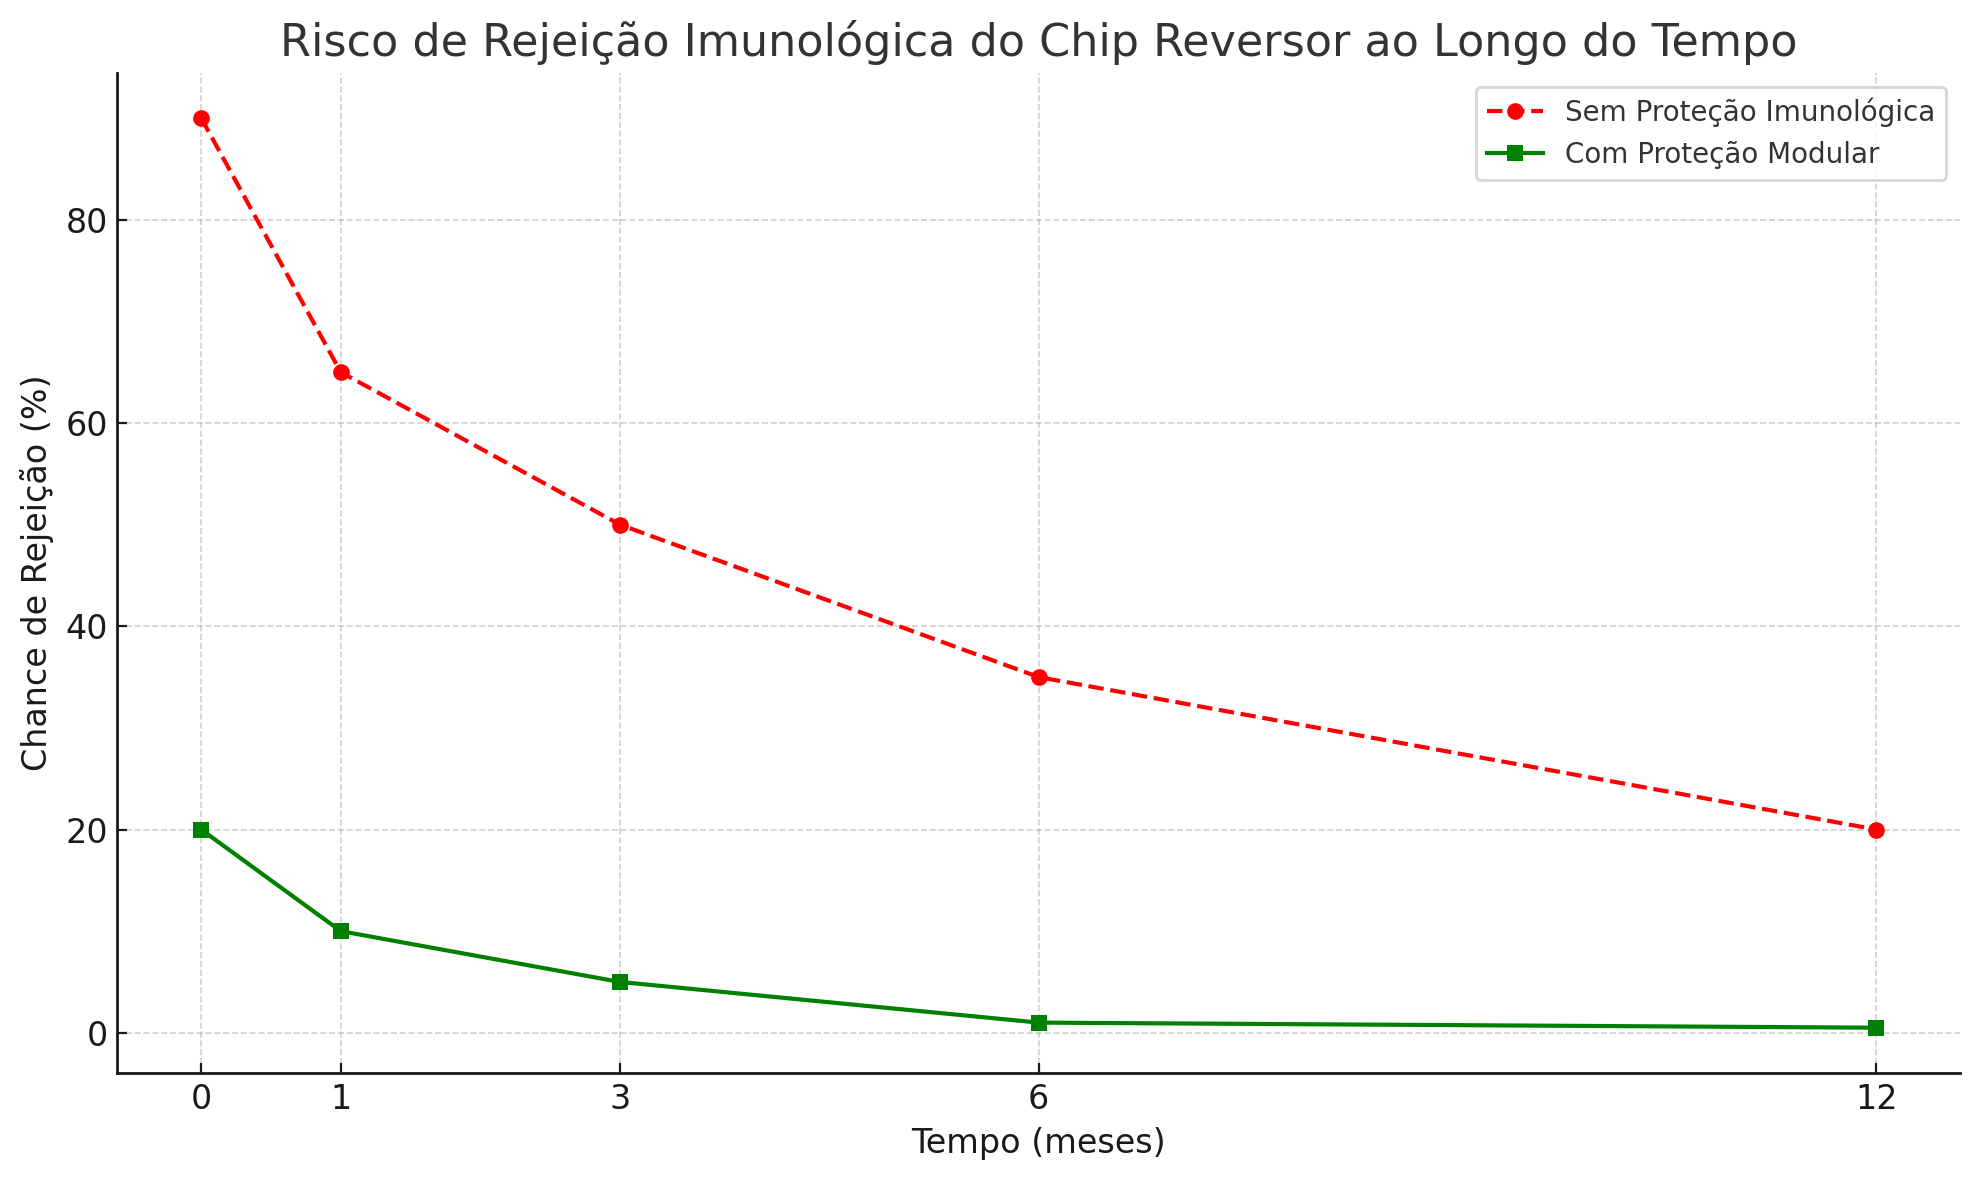 Risco de Rejeição Imunológica do Chip Reversor ao Longo do Tempo
Sem Proteção Imunológica
Com Proteção Modular
Chance de Rejeição (%)
80
60
40
20
0
0 1 3 6 12
Tempo (meses)